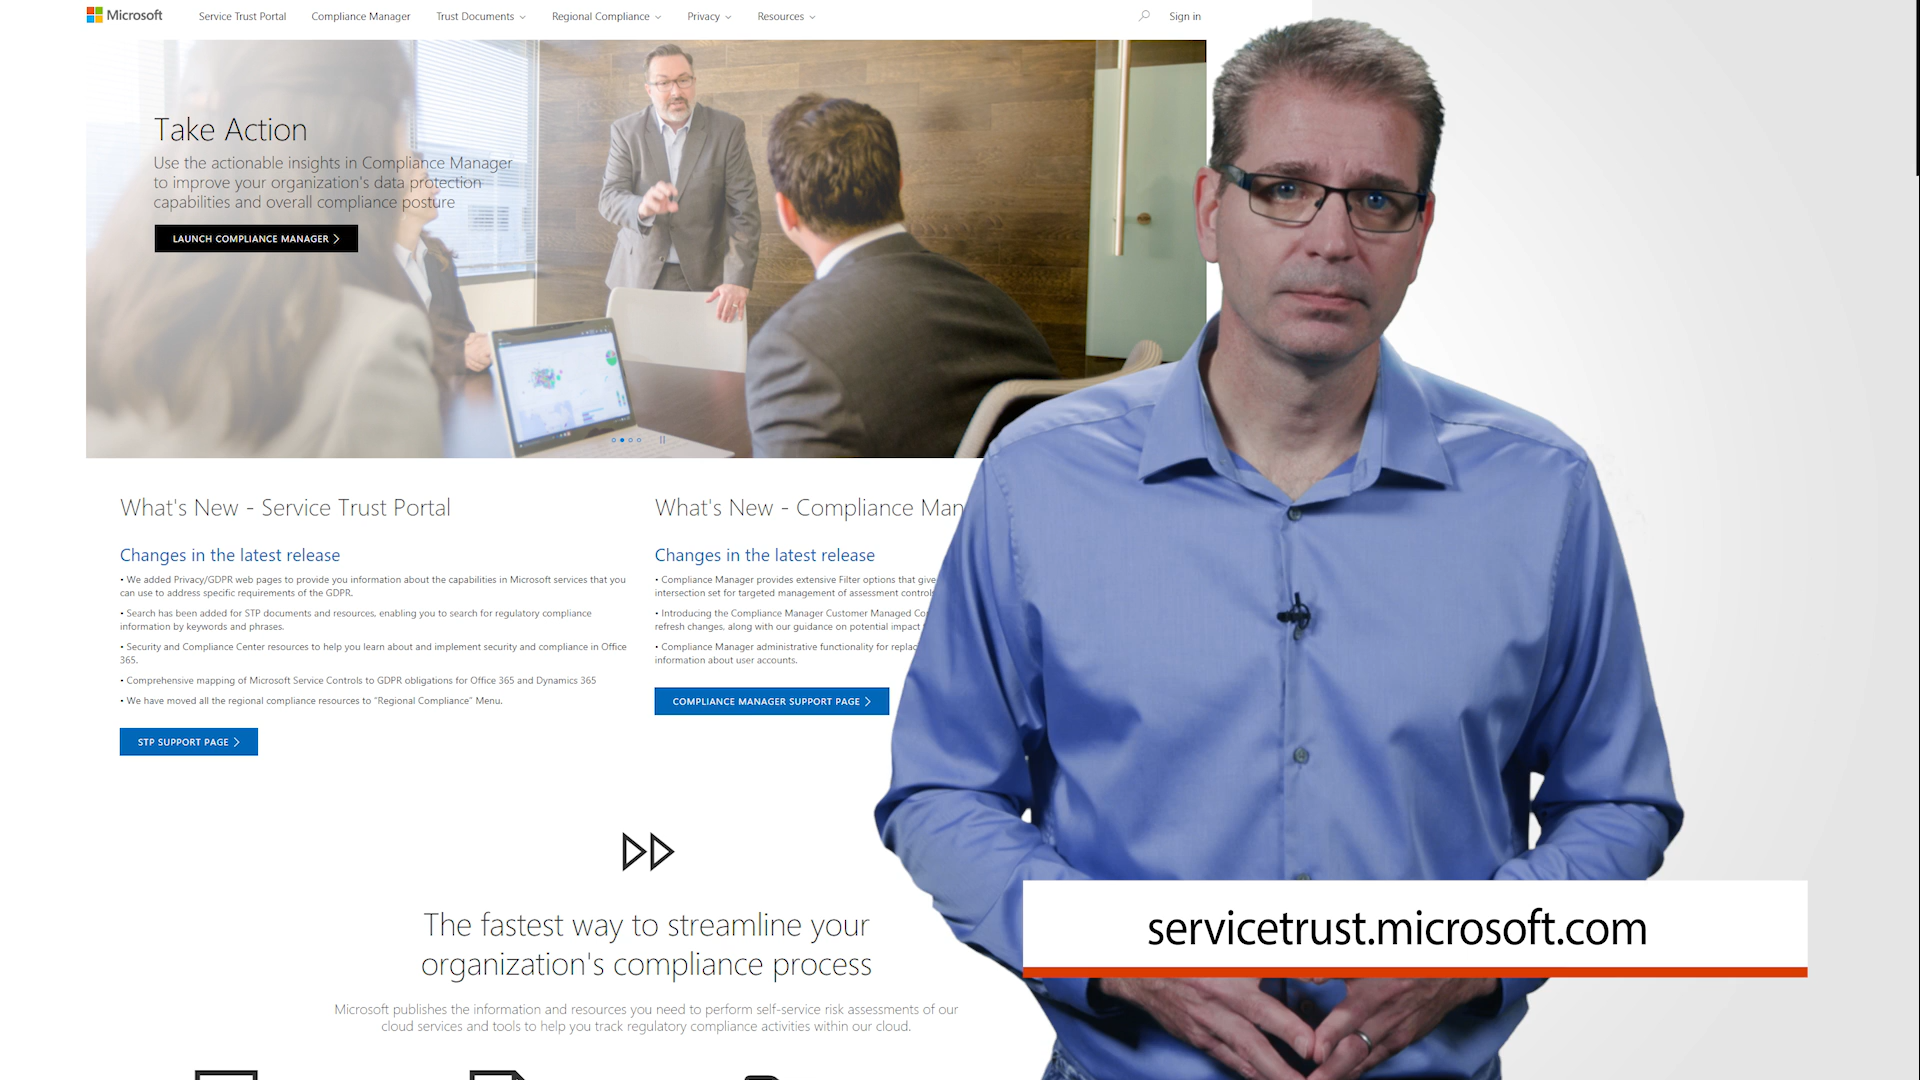 Microsoft
Service Trust Portal
Compliance Manager
Trust Documents
Regional Compliance
Privacy
Resources
Sign in
Take Action
Use the actionable insights in Compliance Manager
to improve your organization's data protection
capabilities and overall compliance posture
LAUNCH COMPLIANCE MANAGER
What's New - Service Trust Portal
Changes in the latest release
• We added Privacy/GDPR web pages to provide you information about the capabilities in Microsoft services that you
can use to address specific requirements of the GDPR.
• Search has been added for STP documents and resources, enabling you to search for regulatory compliance
information by keywords and phrases.
• Security and Compliance Center resources to help you learn about and implement security and compliance in Office
365.
• Comprehensive mapping of Microsoft Service Controls to GDPR obligations for Office 365 and Dynamics 365
• We have moved all the regional compliance resources to "Regional Compliance" Menu.
STP SUPPORT PAGE
What's New - Compliance Man
Changes in the latest release
• Compliance Manager provides extensive Filter options that give
intersection set for targeted management of assessment controls
• Introducing the Compliance Manager Customer Managed Co
refresh changes, along with our guidance on potential impact
• Compliance Manager administrative functionality for replac
information about user accounts.
COMPLIANCE MANAGER SUPPORT PAGE
The fastest way to streamline your
organization's compliance process
Microsoft publishes the information and resources you need to perform self-service risk assessments of our
cloud services and tools to help you track regulatory compliance activities within our cloud.
servicetrust.microsoft.com